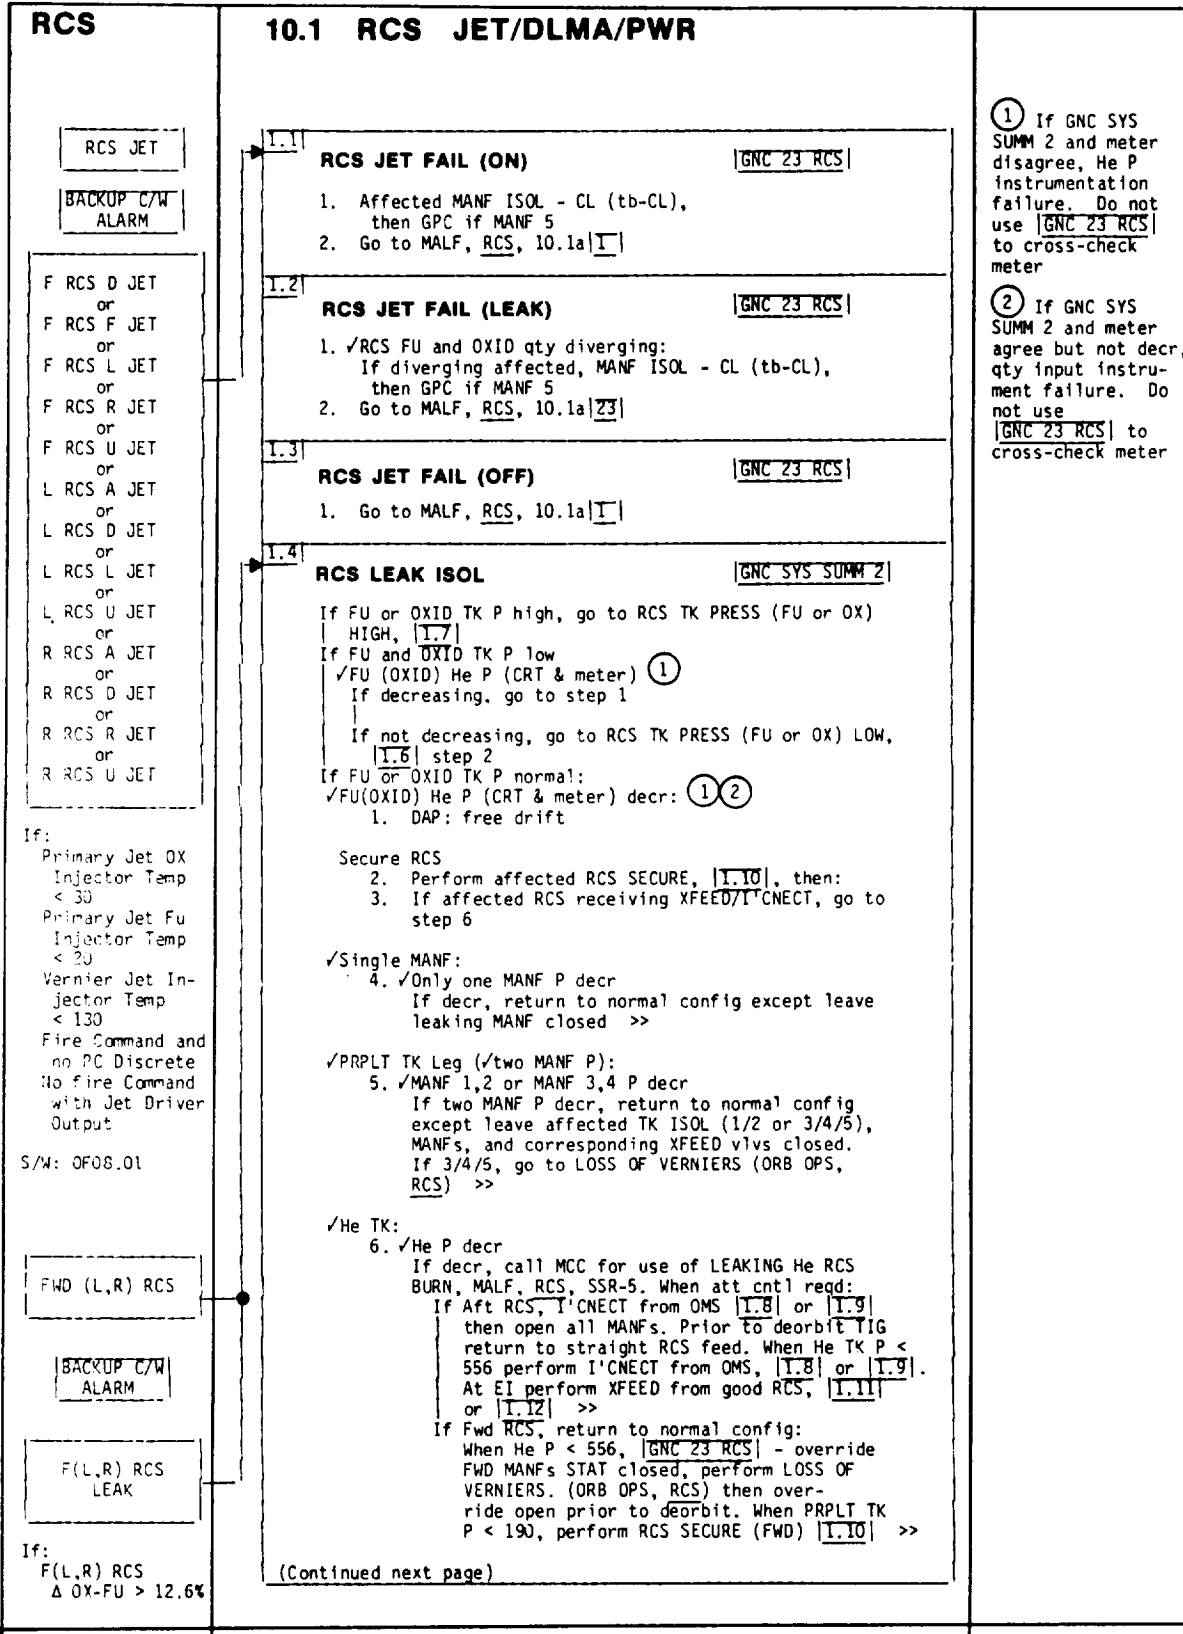 RCS
RCS JET
BACKUP C/W
ALARM
F RCS D JET
or
F RCS F JET
or
F RCS L JET
or
F RCS R JET
or
F RCS U JET
or
L RCS A JET
or
L RCS D JET
or
L RCS L JET
or
L RCS U JET
or
R RCS A JET
or
R RCS D JET
or
R RCS R JET
or
R RCS U JET
If:
Primary Jet OX
Injector Temp
< 30
Primary Jet Fu
Injector Temp
< 20
Vernier Jet In-
jector Temp
< 130
Fire Command and
no PC Discrete
No fire Command
with Jet Driver
Output
S/W: OF08.01
FWD (L,R) RCS
BACKUP C/W
ALARM
F(L,R) RCS
LEAK
If:
F(L,R) RCS
Δ OX-FU > 12.6%
10.1 RCS JET/DLMA/PWR
1.1
RCS JET FAIL (ON) GNC 23 RCS
1. Affected MANF ISOL - CL (tb-CL),
then GPC if MANF 5
2. Go to MALF, RCS, 10.1a 1
1.2
RCS JET FAIL (LEAK) GNC 23 RCS
1. √RCS FU and OXID qty diverging:
If diverging affected, MANF ISOL - CL (tb-CL),
then GPC if MANF 5
2. Go to MALF, RCS, 10.1a 23
1.3
RCS JET FAIL (OFF) GNC 23 RCS
1. Go to MALF, RCS, 10.1a 1
1.4
RCS LEAK ISOL GNC SYS SUMM 2
If FU or OXID TK P high, go to RCS TK PRESS (FU or OX)
HIGH, 1.7
If FU and OXID TK P low
√FU (OXID) He P (CRT & meter) 1
If decreasing, go to step 1
If not decreasing, go to RCS TK PRESS (FU or OX) LOW,
1.6 step 2
If FU or OXID TK P normal:
√FU(OXID) He P (CRT & meter) decr: 1 2
1. DAP: free drift
Secure RCS
2. Perform affected RCS SECURE, 1.10, then:
3. If affected RCS receiving XFEED/I'CNECT, go to
step 6
√Single MANF:
4. √Only one MANF P decr
If decr, return to normal config except leave
leaking MANF closed >>
√PRPLT TK Leg (√two MANF P):
5. √MANF 1,2 or MANF 3,4 P decr
If two MANF P decr, return to normal config
except leave affected TK ISOL (1/2 or 3/4/5),
MANFs, and corresponding XFEED vlvs closed.
If 3/4/5, go to LOSS OF VERNIERS (ORB OPS,
RCS) >>
√He TK:
6. √He P decr
If decr, call MCC for use of LEAKING He RCS
BURN, MALF, RCS, SSR-5. When att cntl reqd:
If Aft RCS, I'CNECT from OMS 1.8 or 1.9
then open all MANFs. Prior to deorbit TIG
return to straight RCS feed. When He TK P <
556 perform I'CNECT from OMS, 1.8 or 1.9.
At EI perform XFEED from good RCS, 1.11
or 1.12 >>
If Fwd RCS, return to normal config:
When He P < 556, GNC 23 RCS - override
FWD MANFs STAT closed, perform LOSS OF
VERNIERS. (ORB OPS, RCS) then over-
ride open prior to deorbit. When PRPLT TK
P < 190, perform RCS SECURE (FWD) 1.10 >>
(Continued next page)
1 If GNC SYS
SUMM 2 and meter
disagree, He P
instrumentation
failure. Do not
use GNC 23 RCS
to cross-check
meter
2 If GNC SYS
SUMM 2 and meter
agree but not decr,
qty input instru-
ment failure. Do
not use
GNC 23 RCS to
cross-check meter